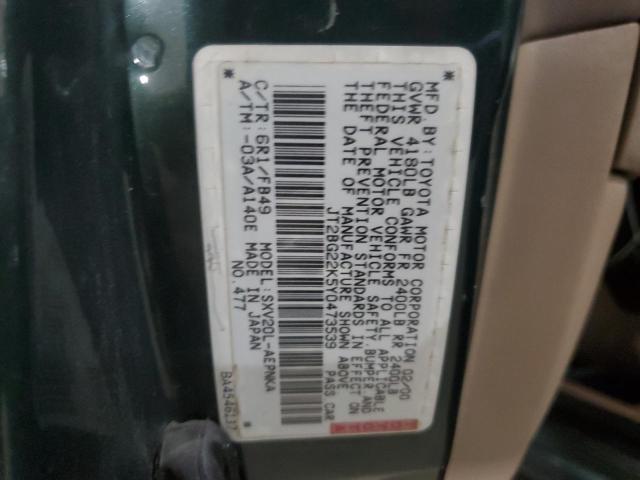 MFD. BY: TOYOTA MOTOR CORPORATION 02/00
GVWR 4180LB GAWR FR 2400LB RR 2400LB
THIS VEHICLE CONFORMS TO ALL APPLICABLE
FEDERAL MOTOR VEHICLE SAFETY, BUMPER AND
THEFT PREVENTION STANDARDS IN EFFECT ON
THE DATE OF MANUFACTURE SHOWN ABOVE.
JT2BG22K5Y0473539 PASS CAR
* *
C/TR: 6R1/FB49 MODEL: SXV20L-AEPNKA
A/TM: -03A/A140E MADE IN JAPAN
NO. 477
BA4546137